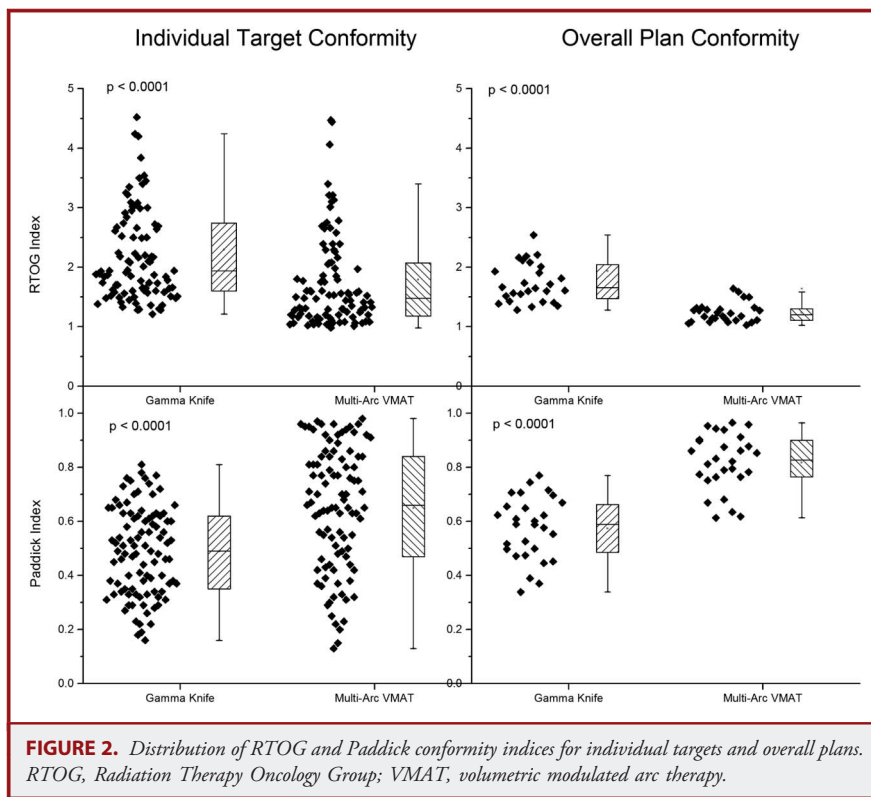 Individual Target Conformity
Overall Plan Conformity
p < 0.0001
p < 0.0001
RTOG Index
5
4
3
2
1
0
5
4
3
2
1
0
Gamma Knife
Multi-Arc VMAT
Gamma Knife
Multi-Arc VMAT
p < 0.0001
p < 0.0001
Paddick Index
1.0
0.8
0.6
0.4
0.2
0.0
1.0
0.8
0.6
0.4
0.2
0.0
Gamma Knife
Multi-Arc VMAT
Gamma Knife
Multi-Arc VMAT
FIGURE 2. Distribution of RTOG and Paddick conformity indices for individual targets and overall plans.
RTOG, Radiation Therapy Oncology Group; VMAT, volumetric modulated arc therapy.